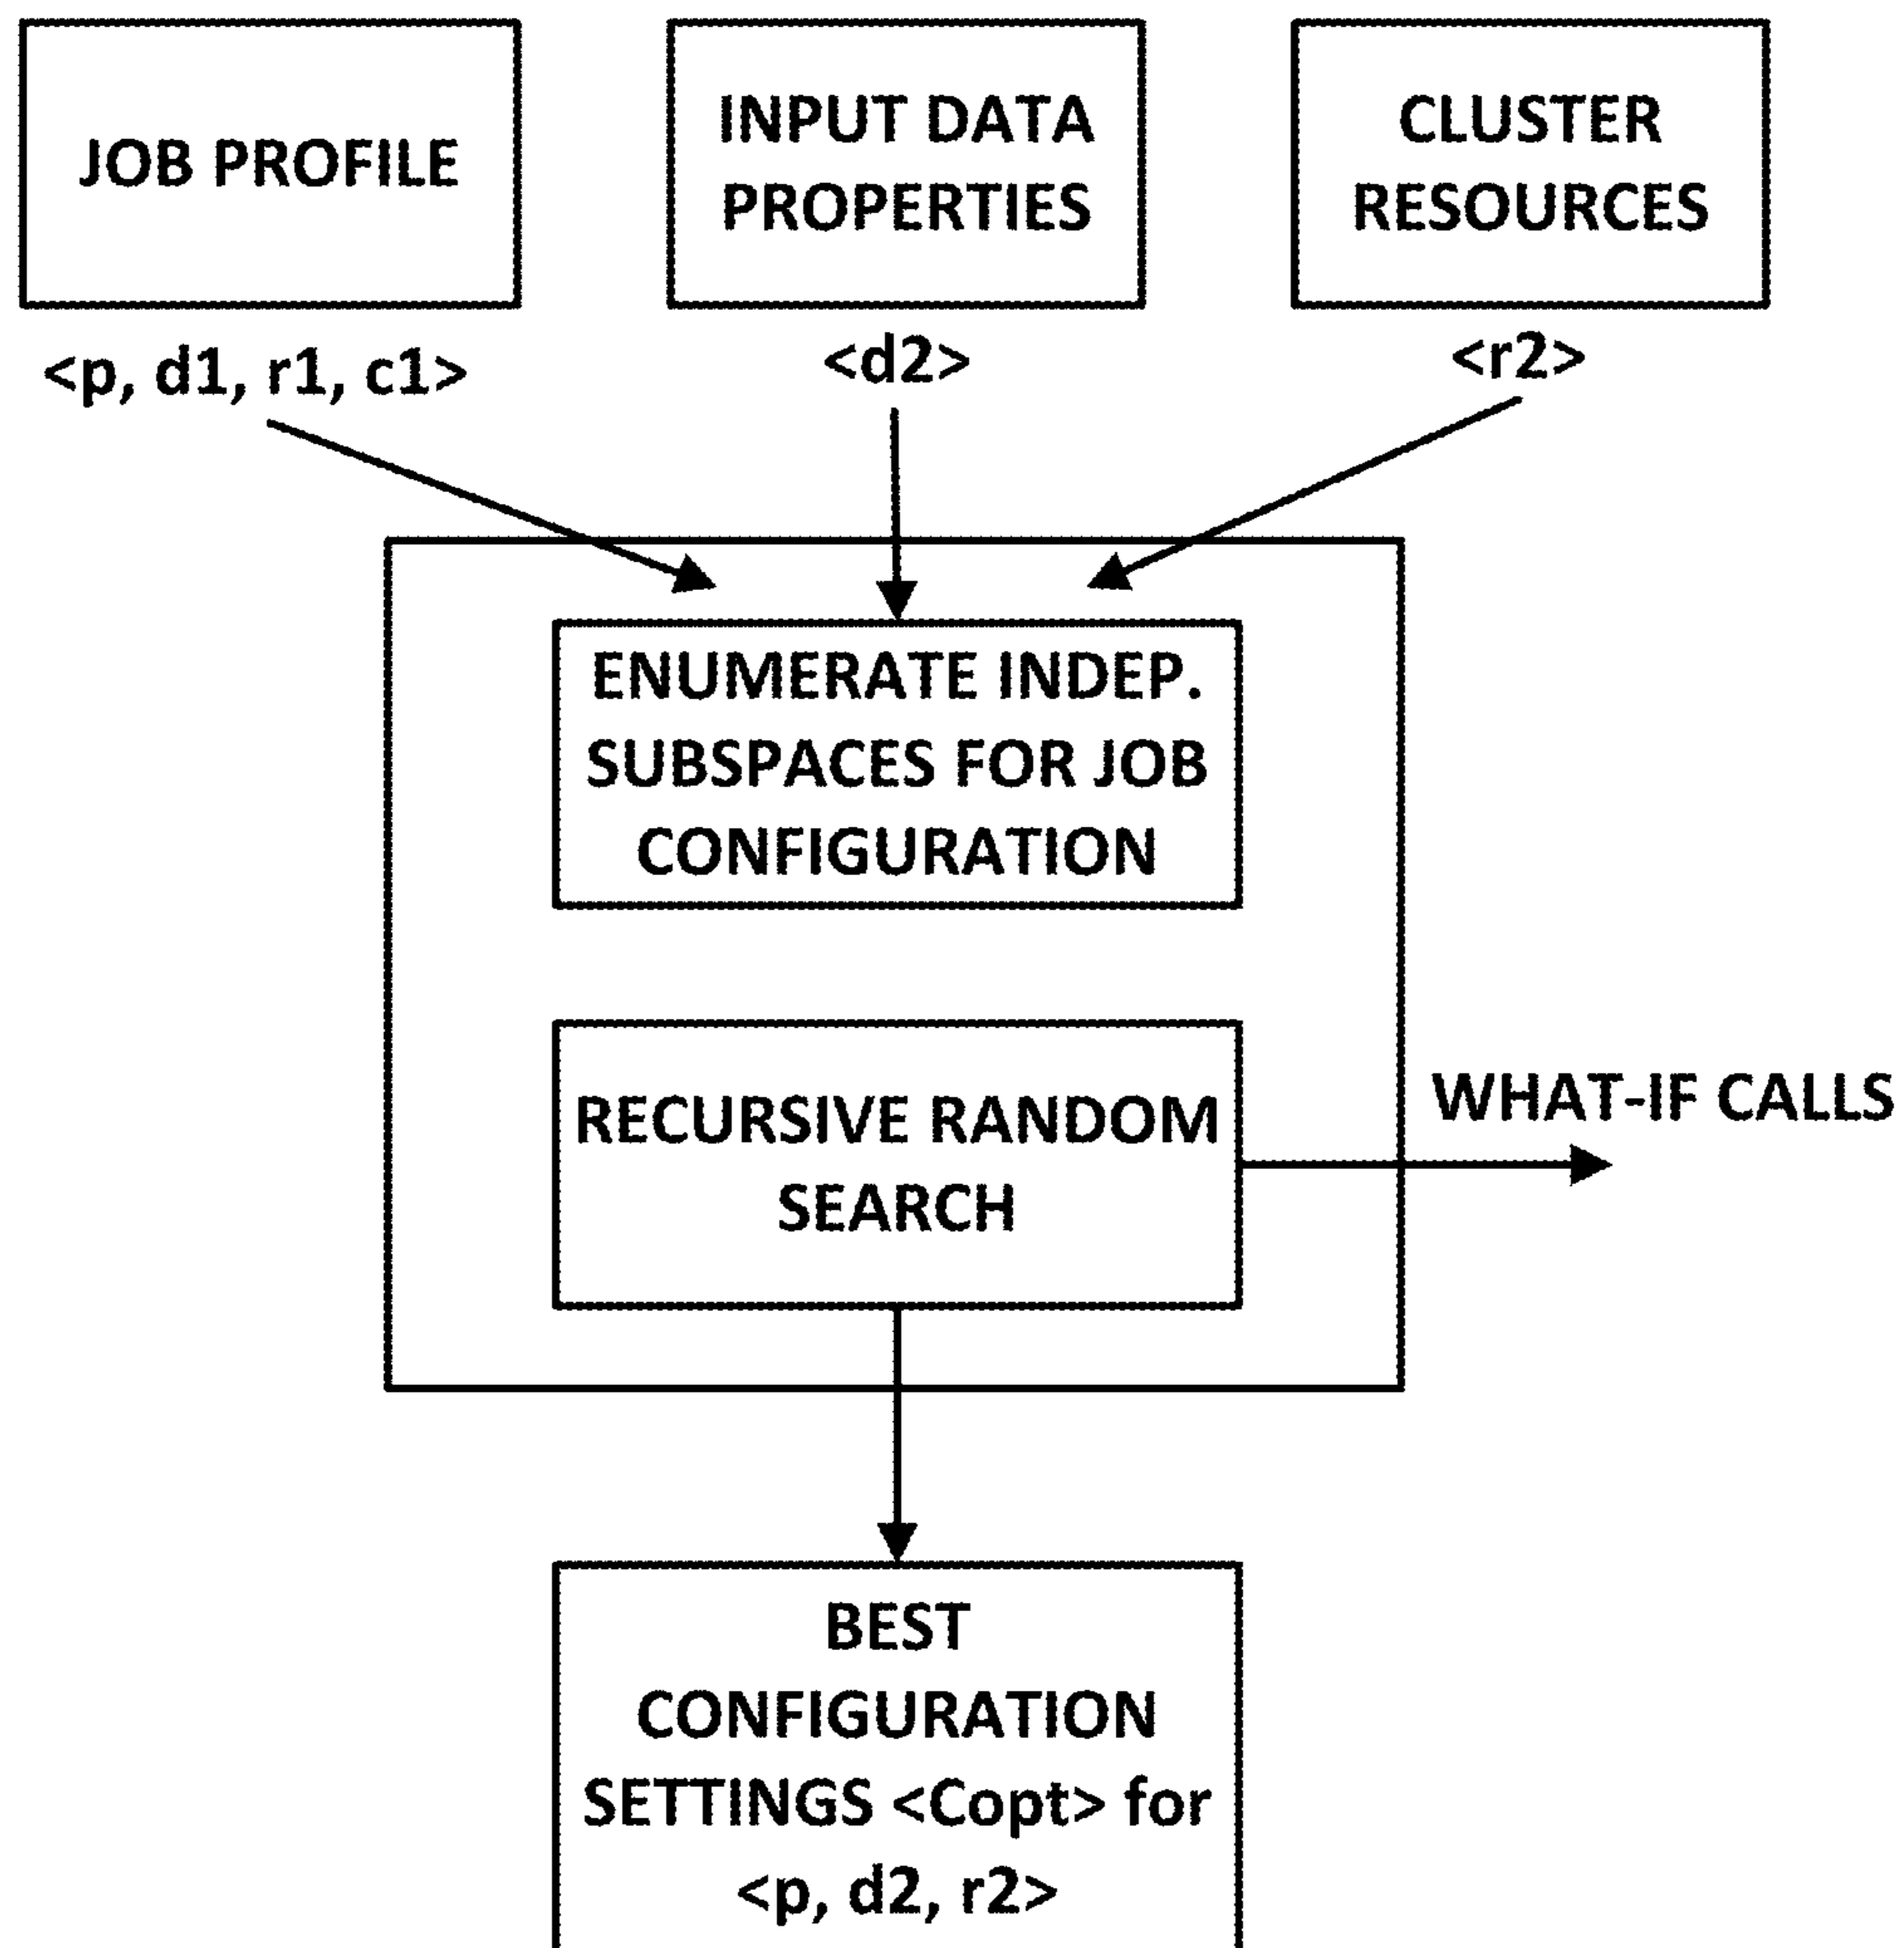 JOB PROFILE
INPUT DATA
PROPERTIES
CLUSTER
RESOURCES
<p, d1, r1, c1>
<d2>
<r2>
ENUMERATE INDEP.
SUBSPACES FOR JOB
CONFIGURATION
RECURSIVE RANDOM
SEARCH
WHAT-IF CALLS
BEST
CONFIGURATION
SETTINGS <Copt> for
<p, d2, r2>